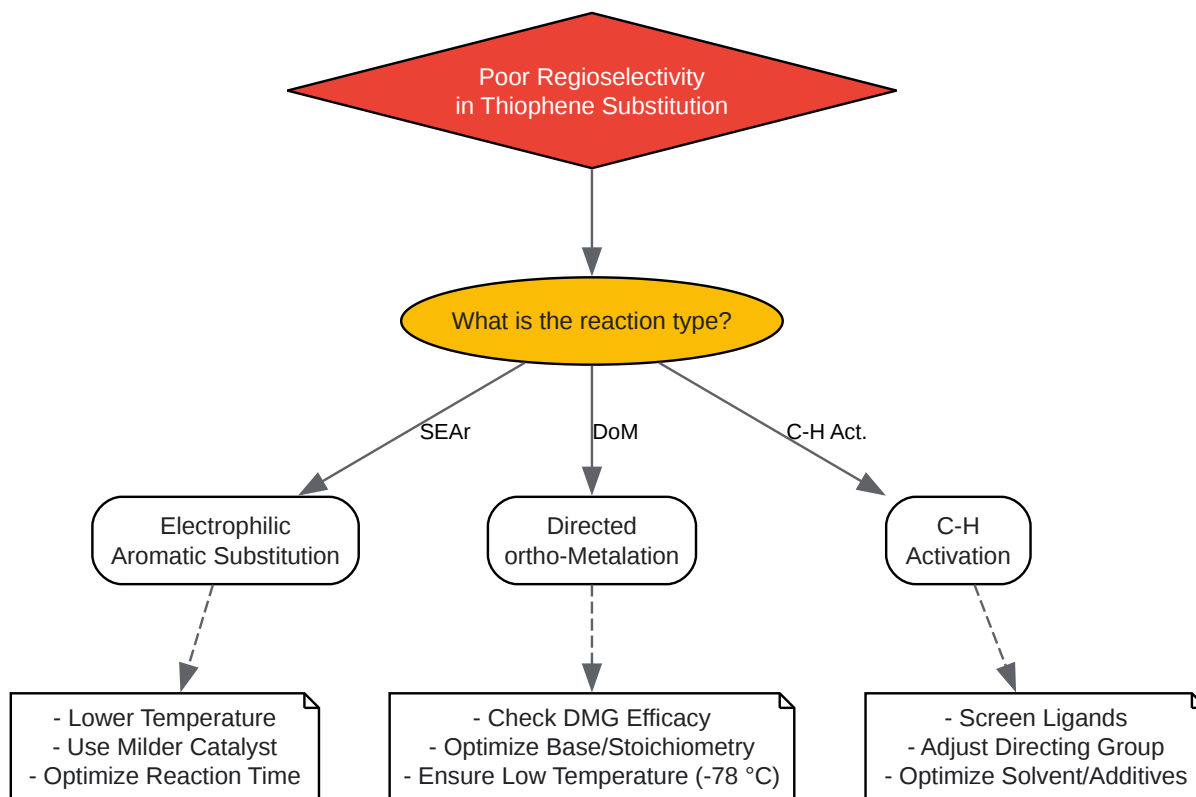 Poor Regioselectivity
in Thiophene Substitution
What is the reaction type?
SEAr
DoM
C-H Act.
Electrophilic
Aromatic Substitution
Directed
ortho-Metalation
C-H
Activation
- Lower Temperature
- Use Milder Catalyst
- Optimize Reaction Time
- Check DMG Efficacy
- Optimize Base/Stoichiometry
- Ensure Low Temperature (-78 °C)
- Screen Ligands
- Adjust Directing Group
- Optimize Solvent/Additives